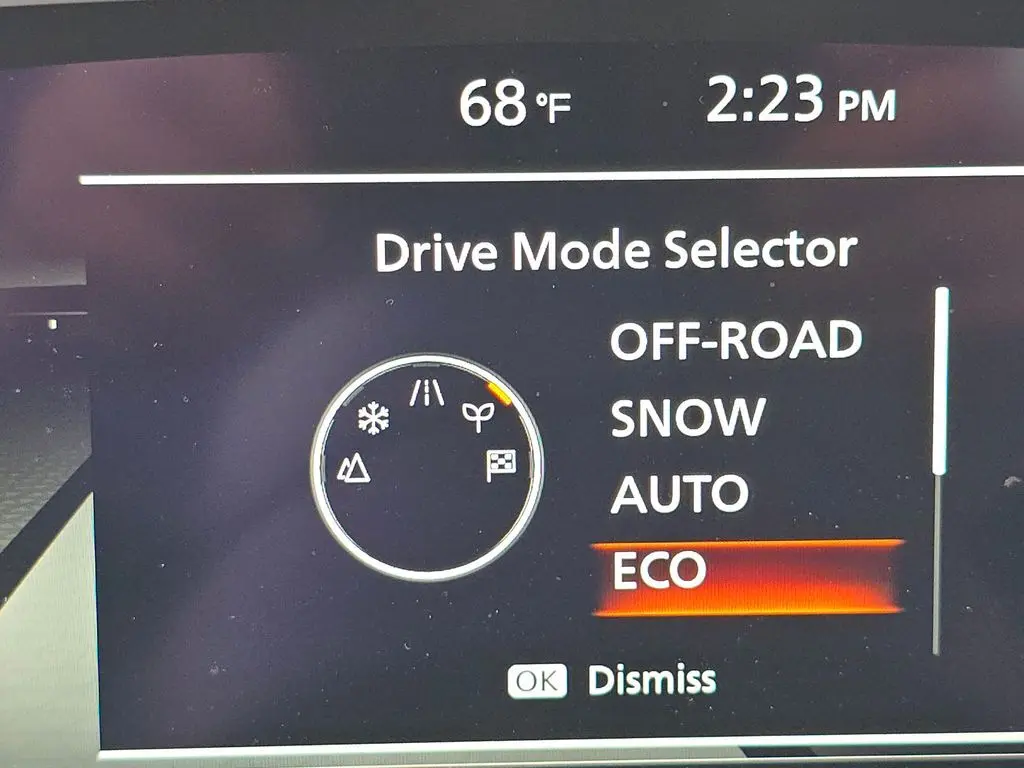 68 °F 2:23 PM
Drive Mode Selector
OFF-ROAD
SNOW
AUTO
ECO
OK Dismiss